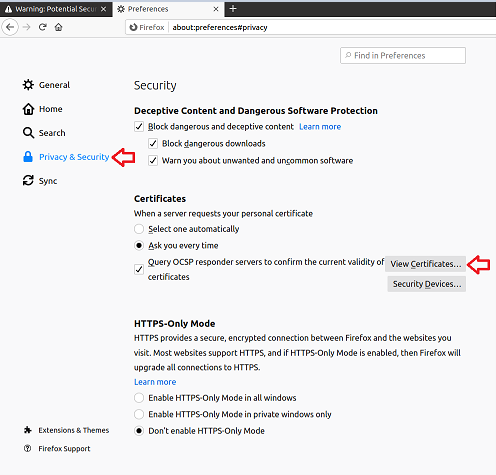 Warning: Potential Secu
Preferences
Firefox
about:preferences#privacy
Find in Preferences
General
Home
Search
Privacy & Security
Sync
Security
Deceptive Content and Dangerous Software Protection
Block dangerous and deceptive content Learn more
Block dangerous downloads
Warn you about unwanted and uncommon software
Certificates
When a server requests your personal certificate
Select one automatically
Ask you every time
Query OCSP responder servers to confirm the current validity of
certificates
View Certificates...
Security Devices...
HTTPS-Only Mode
HTTPS provides a secure, encrypted connection between Firefox and the websites you
visit. Most websites support HTTPS, and if HTTPS-Only Mode is enabled, then Firefox will
upgrade all connections to HTTPS.
Learn more
Enable HTTPS-Only Mode in all windows
Enable HTTPS-Only Mode in private windows only
Don't enable HTTPS-Only Mode
Extensions & Themes
Firefox Support